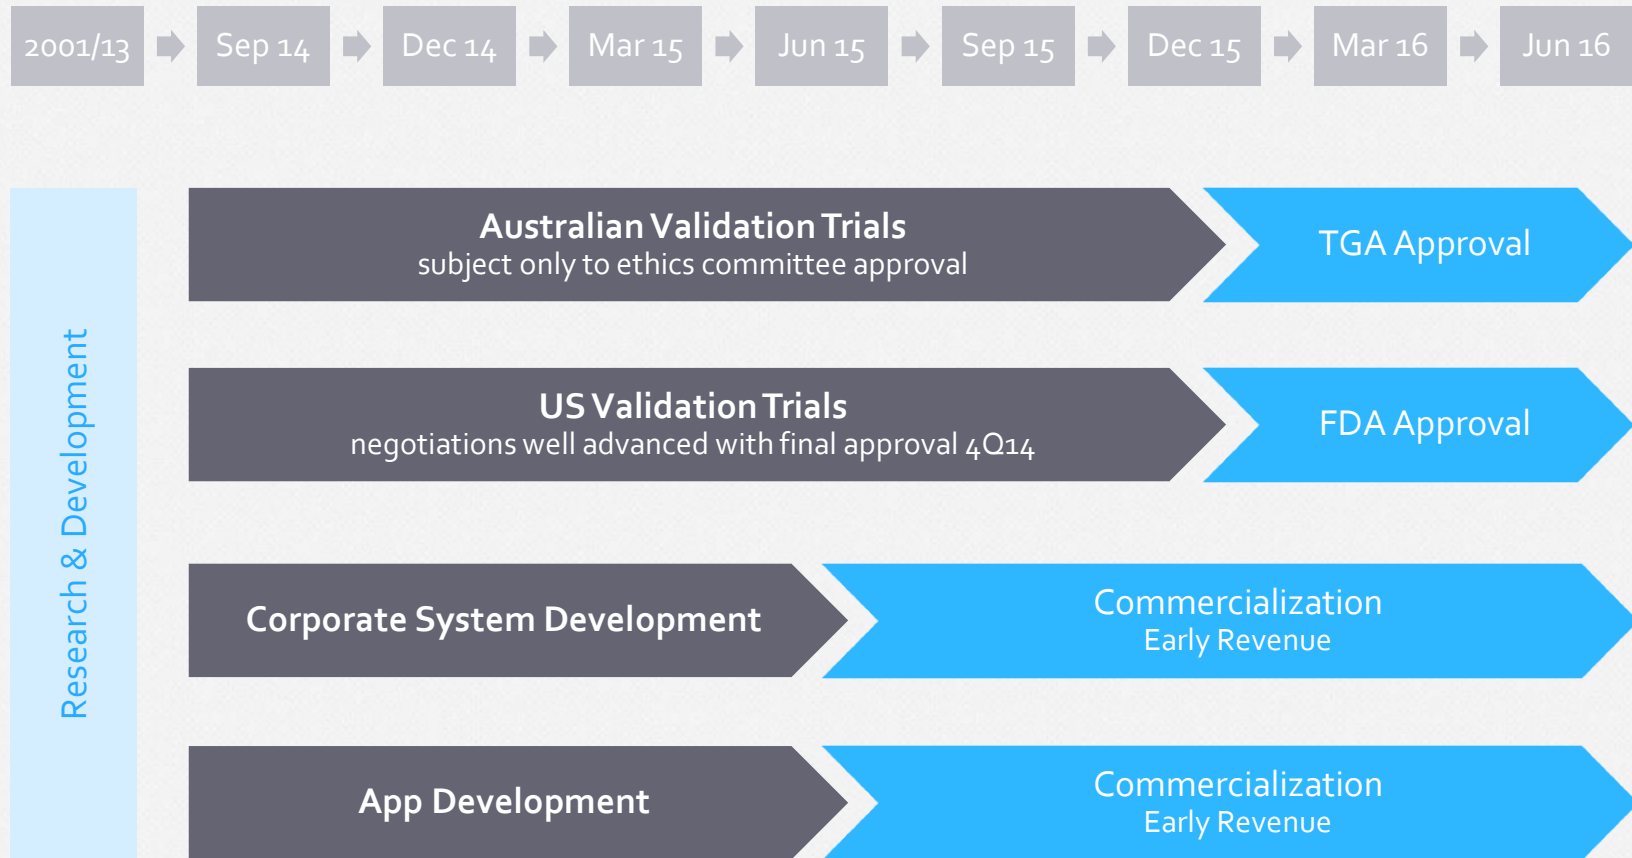 2001/13
Sep 14
Dec 14
Mar 15
Jun 15
Sep 15
Dec 15
Mar 16
Jun 16
Research & Development
Australian Validation Trials
subject only to ethics committee approval
TGA Approval
US Validation Trials
negotiations well advanced with final approval 4Q14
FDA Approval
Corporate System Development
Commercialization
Early Revenue
App Development
Commercialization
Early Revenue